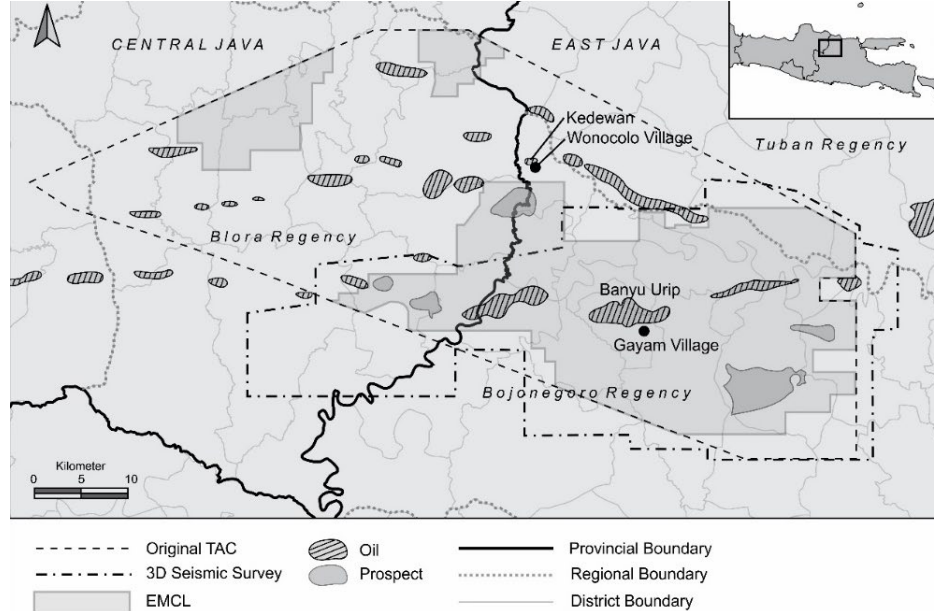 CENTRAL JAVA
EAST JAVA
Kedewan
Wonocolo Village
Tuban Regency
Blora Regency
Banyu Urip
Gayam Village
Bojonegoro Regency
Kilometer
0 5 10
Original TAC
Oil
Provincial Boundary
3D Seismic Survey
Prospect
Regional Boundary
EMCL
District Boundary